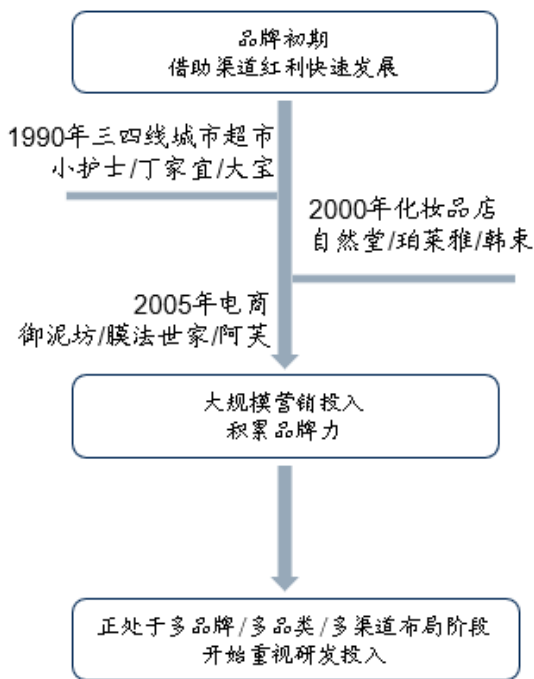 品牌初期
借助渠道红利快速发展
1990年三四线城市超市
小护士/丁家宜/大宝
2000年化妆品店
自然堂/珀莱雅/韩束
2005年电商
御泥坊/膜法世家/阿芙
大规模营销投入
积累品牌力
正处于多品牌/多品类/多渠道布局阶段
开始重视研发投入